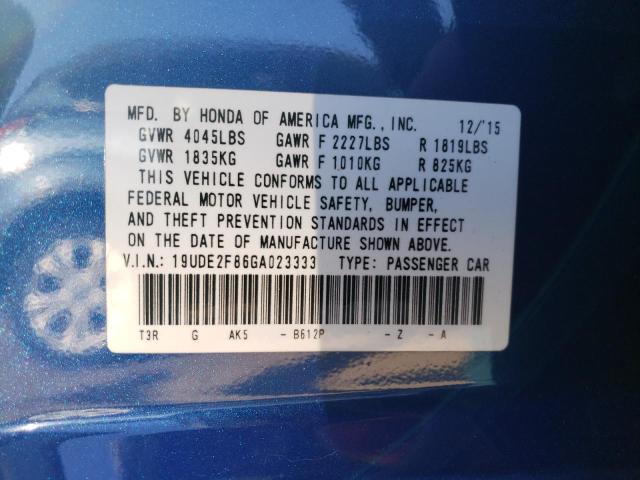 MFD. BY HONDA OF AMERICA MFG., INC. 12/'15
GVWR 4045LBS GAWR F 2227LBS R 1819LBS
GVWR 1835KG GAWR F 1010KG R 825KG
THIS VEHICLE CONFORMS TO ALL APPLICABLE
FEDERAL MOTOR VEHICLE SAFETY, BUMPER,
AND THEFT PREVENTION STANDARDS IN EFFECT
ON THE DATE OF MANUFACTURE SHOWN ABOVE.
V.I.N.: 19UDE2F86GA023333 TYPE: PASSENGER CAR
T3R G AK5 -B612P -Z -A